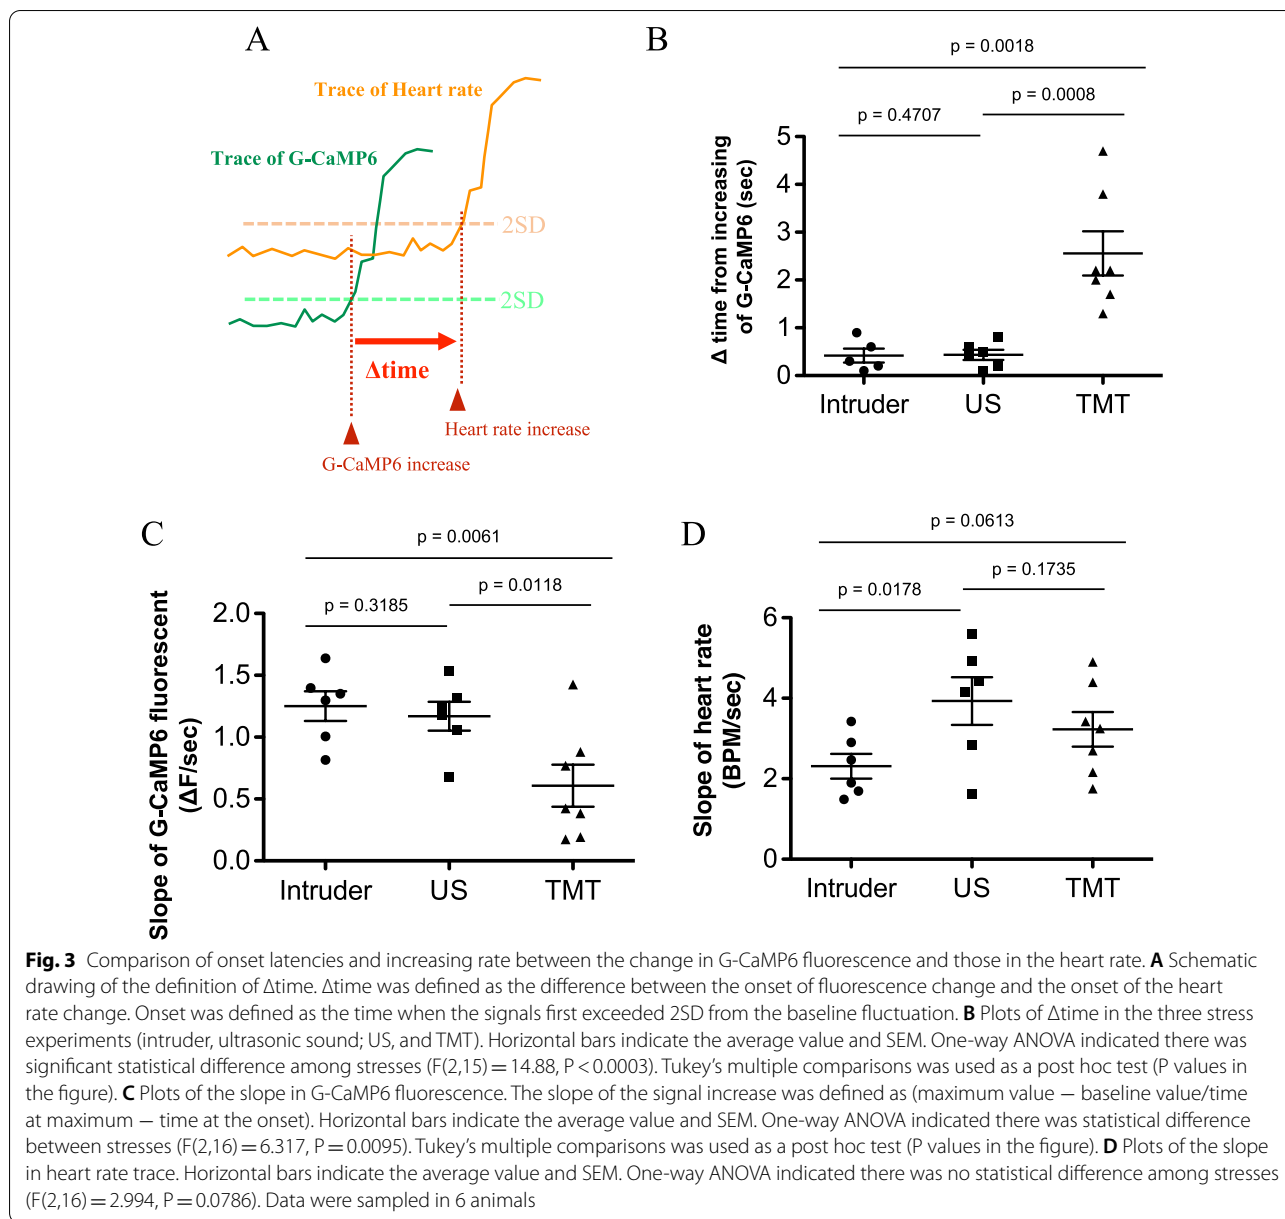 A
Trace of Heart rate
Trace of G-CaMP6
2SD
2SD
Δtime
Heart rate increase
G-CaMP6 increase
B
p = 0.0018
p = 0.0008
p = 0.4707
Δ time from increasing
of G-CaMP6 (sec)
5
4
3
2
1
0
Intruder
US
TMT
C
p = 0.0061
p = 0.0118
p = 0.3185
Slope of G-CaMP6 fluorescent
(ΔF/sec)
2.0
1.5
1.0
0.5
0.0
Intruder
US
TMT
D
p = 0.0613
p = 0.1735
p = 0.0178
Slope of heart rate
(BPM/sec)
6
4
2
0
Intruder
US
TMT
Fig. 3 Comparison of onset latencies and increasing rate between the change in G-CaMP6 fluorescence and those in the heart rate. A Schematic
drawing of the definition of Δtime. Δtime was defined as the difference between the onset of fluorescence change and the onset of the heart
rate change. Onset was defined as the time when the signals first exceeded 2SD from the baseline fluctuation. B Plots of Δtime in the three stress
experiments (intruder, ultrasonic sound; US, and TMT). Horizontal bars indicate the average value and SEM. One-way ANOVA indicated there was
significant statistical difference among stresses (F(2,15) = 14.88, P < 0.0003). Tukey's multiple comparisons was used as a post hoc test (P values in
the figure). C Plots of the slope in G-CaMP6 fluorescence. The slope of the signal increase was defined as (maximum value − baseline value/time
at maximum − time at the onset). Horizontal bars indicate the average value and SEM. One-way ANOVA indicated there was statistical difference
between stresses (F(2,16) = 6.317, P = 0.0095). Tukey's multiple comparisons was used as a post hoc test (P values in the figure). D Plots of the slope
in heart rate trace. Horizontal bars indicate the average value and SEM. One-way ANOVA indicated there was no statistical difference among stresses
(F(2,16) = 2.994, P = 0.0786). Data were sampled in 6 animals